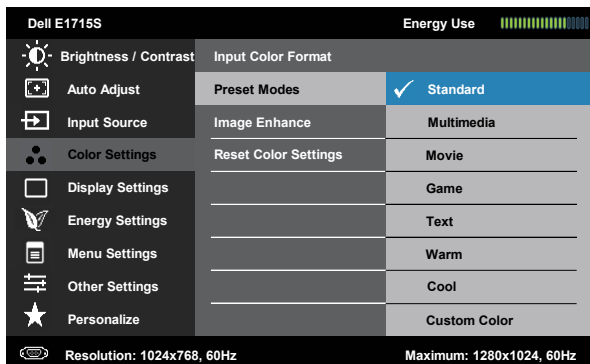 Dell E1715S Energy Use
Brightness / Contrast Input Color Format
Auto Adjust Preset Modes Standard
Input Source Image Enhance Multimedia
Color Settings Reset Color Settings Movie
Display Settings Game
Energy Settings Text
Menu Settings Warm
Other Settings Cool
Personalize Custom Color
Resolution: 1024x768, 60Hz Maximum: 1280x1024, 60Hz